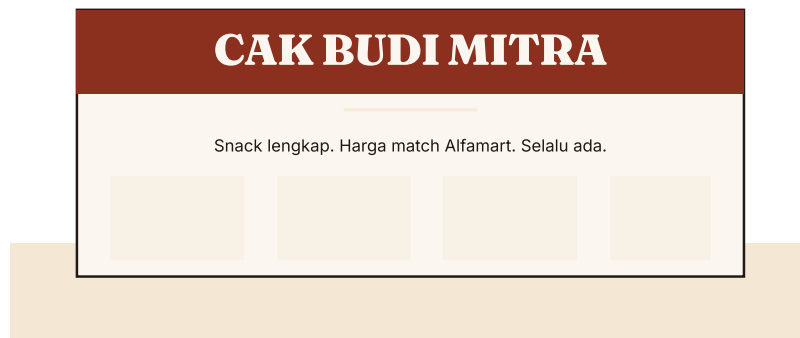 CAK BUDI MITRA
Snack lengkap. Harga match Alfamart. Selalu ada.